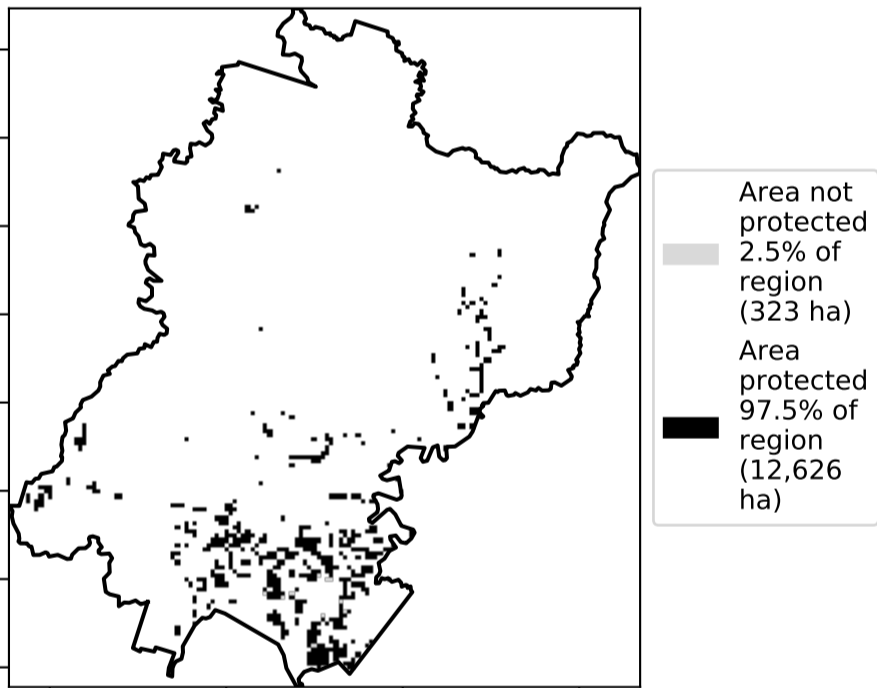 Area not
protected
2.5% of
region
(323 ha)
Area
protected
97.5% of
region
(12,626
ha)